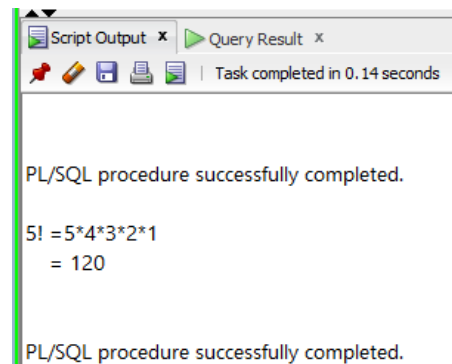 Script Output x Query Result x
Task completed in 0.14 seconds
PL/SQL procedure successfully completed.
5! =5*4*3*2*1
= 120
PL/SQL procedure successfully completed.